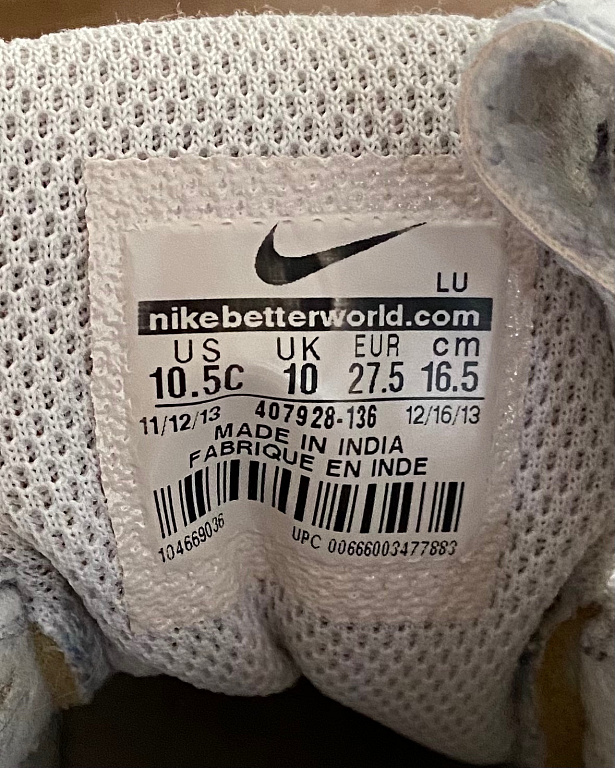 LU
nikebetterworld.com
US UK EUR cm
10.5C 10 27.5 16.5
11/12/13 407928-136 12/16/13
MADE IN INDIA
FABRIQUE EN INDE
104669036 UPC 00666003477883